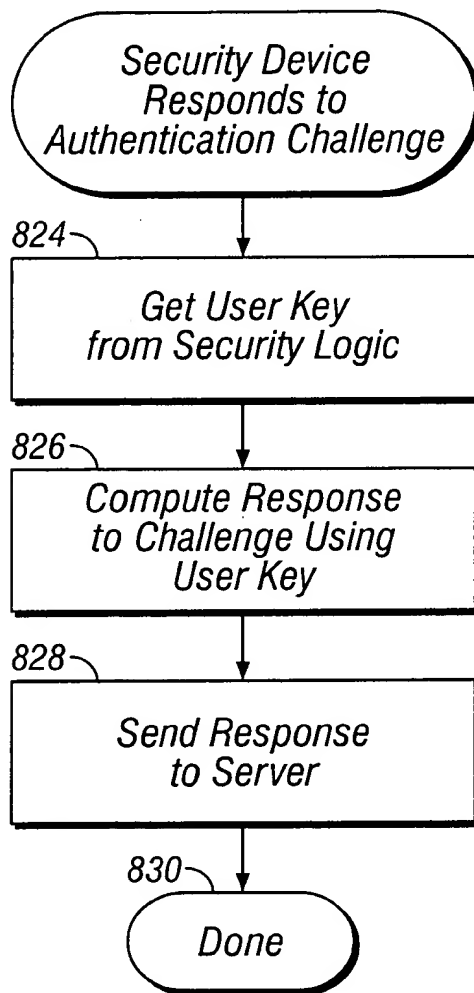 Security Device
Responds to
Authentication Challenge
824
Get User Key
from Security Logic
826
Compute Response
to Challenge Using
User Key
828
Send Response
to Server
830
Done